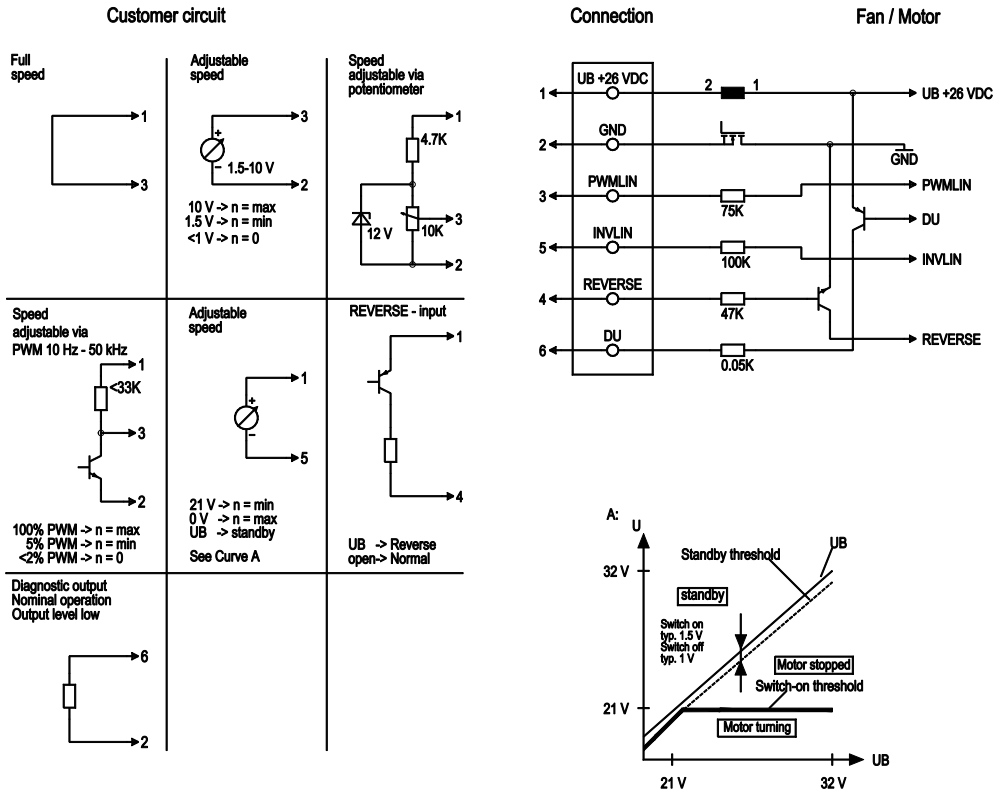 Customer circuit
Full
speed
1
3
Adjustable
speed
3
+
–
1.5-10 V
2
10 V -> n = max
1.5 V -> n = min
<1 V -> n = 0
Speed
adjustable via
potentiometer
1
4.7K
12 V
3
10K
2
Speed
adjustable via
PWM 10 Hz - 50 kHz
1
<33K
3
2
100% PWM -> n = max
5% PWM -> n = min
<2% PWM -> n = 0
Adjustable
speed
1
+
–
5
21 V -> n = min
0 V -> n = max
UB -> standby
See Curve A
REVERSE - input
1
4
UB -> Reverse
open-> Normal
Diagnostic output
Nominal operation
Output level low
6
2
Connection
Fan / Motor
1
UB +26 VDC
2
1
UB +26 VDC
2
GND
GND
3
PWMLIN
75K
PWMLIN
DU
5
INVLIN
100K
INVLIN
4
REVERSE
47K
REVERSE
6
DU
0.05K
A:
U
32 V
Standby threshold
UB
standby
Switch on
typ. 1.5 V
Switch off
typ. 1 V
Motor stopped
Switch-on threshold
21 V
Motor turning
UB
21 V
32 V